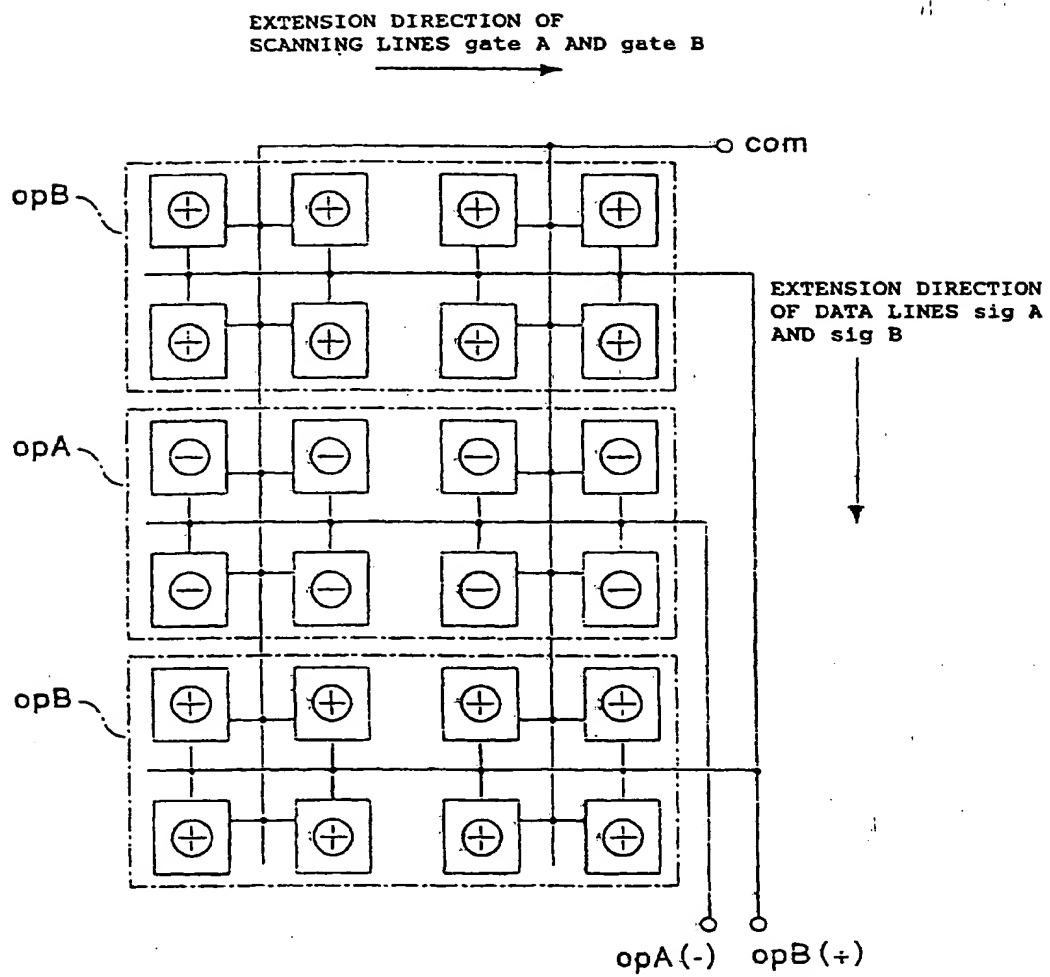 EXTENSION DIRECTION OF
SCANNING LINES gate A AND gate B
com
opB
EXTENSION DIRECTION
OF DATA LINES sig A
AND sig B
opA
opB
opA(-) opB(+)